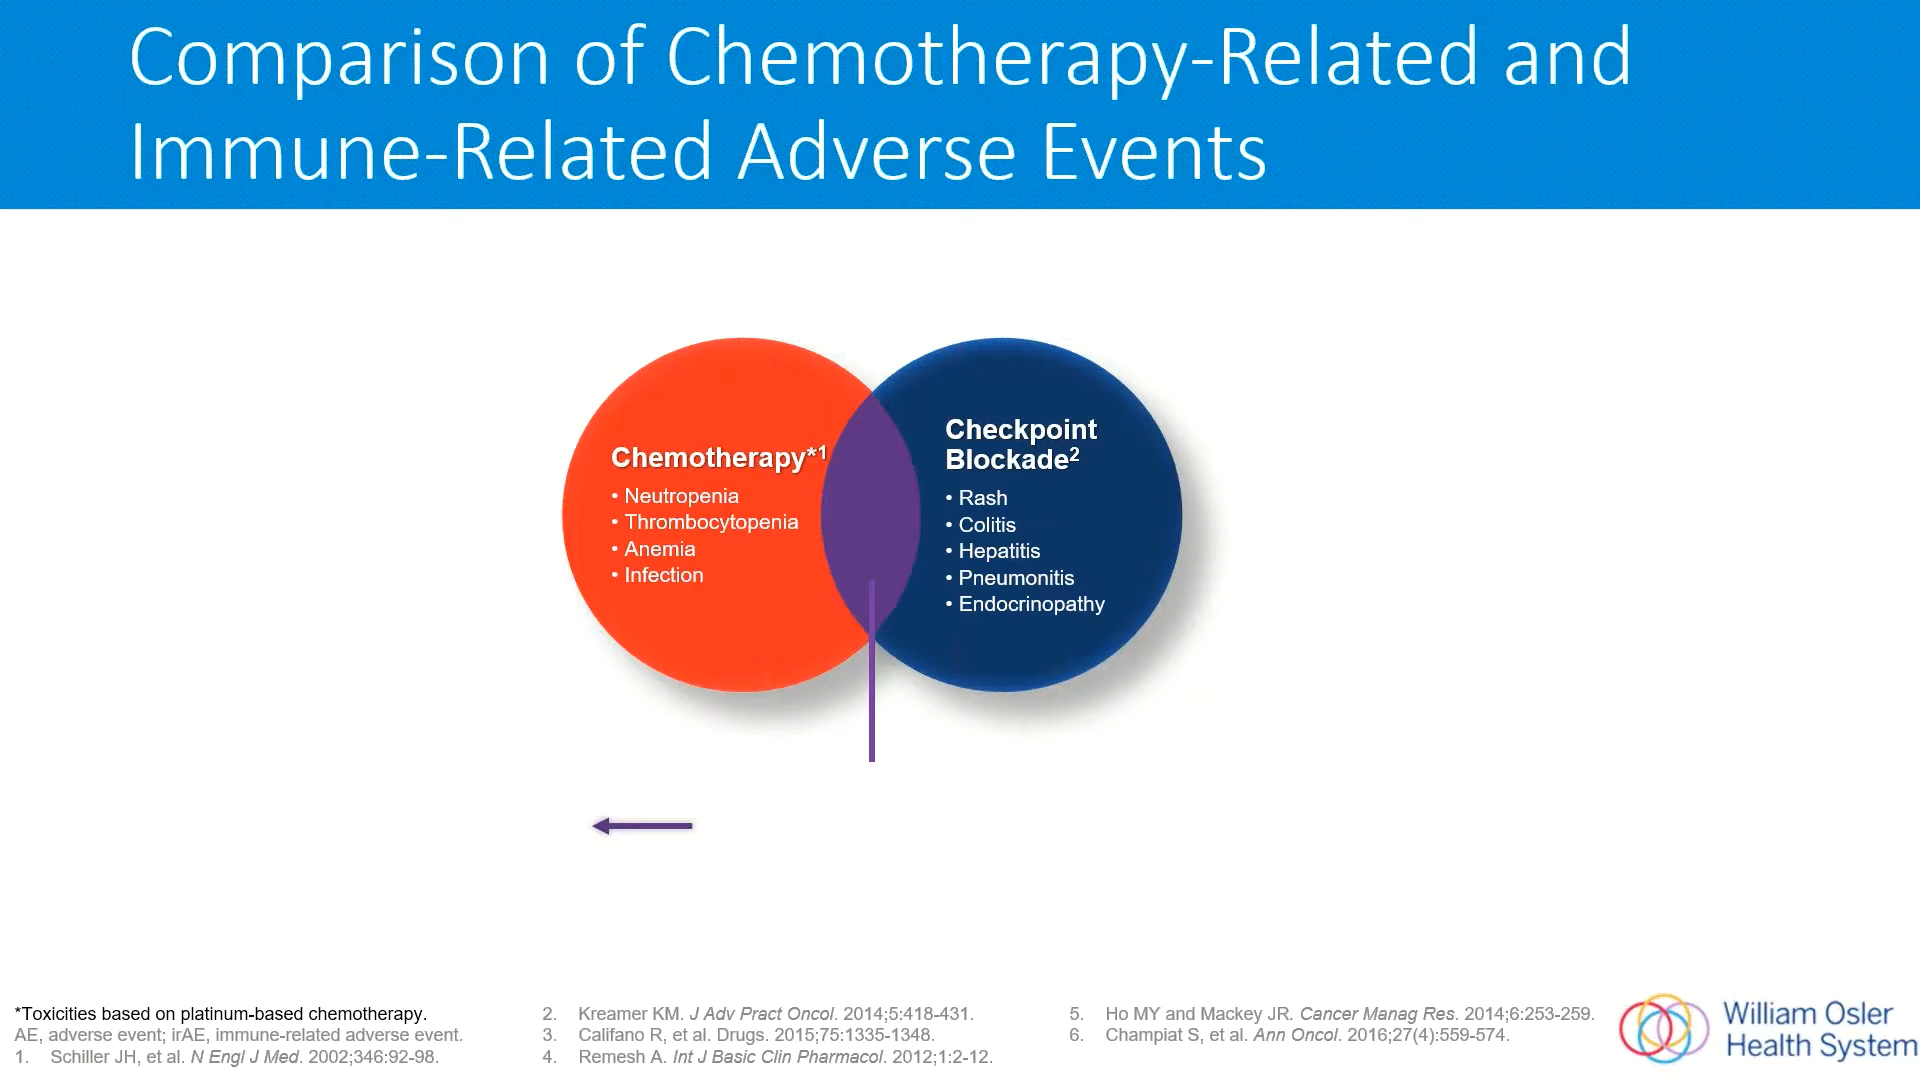 Comparison of Chemotherapy-Related and
Immune-Related Adverse Events
Chemotherapy*1
• Neutropenia
• Thrombocytopenia
• Anemia
• Infection
Checkpoint
Blockade2
• Rash
• Colitis
• Hepatitis
• Pneumonitis
• Endocrinopathy
*Toxicities based on platinum-based chemotherapy.
AE, adverse event; irAE, immune-related adverse event.
1. Schiller JH, et al. N Engl J Med. 2002;346:92-98.
2. Kreamer KM. J Adv Pract Oncol. 2014;5:418-431.
3. Califano R, et al. Drugs. 2015;75:1335-1348.
4. Remesh A. Int J Basic Clin Pharmacol. 2012;1:2-12.
5. Ho MY and Mackey JR. Cancer Manag Res. 2014;6:253-259.
6. Champiat S, et al. Ann Oncol. 2016;27(4):559-574.
William Osler
Health System